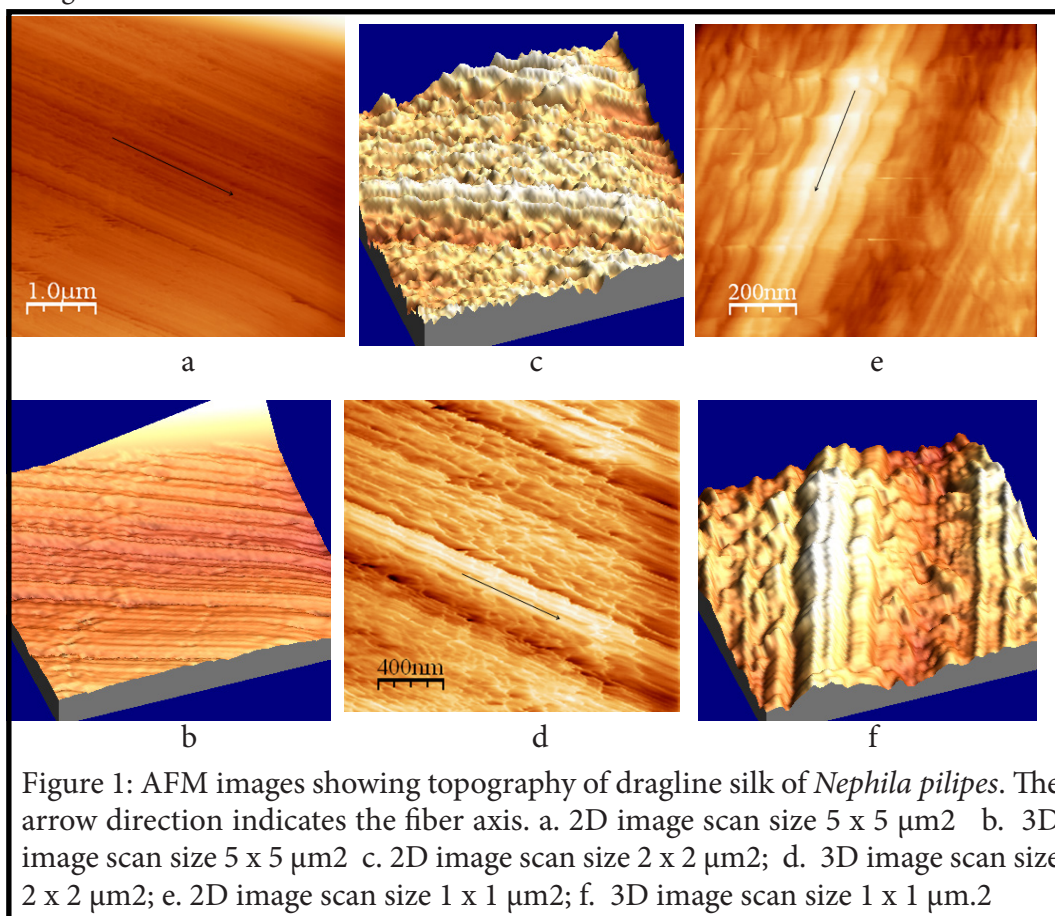 1.0μm
200nm
a
c
e
400nm
b
d
f
Figure 1: AFM images showing topography of dragline silk of Nephila pilipes. The
arrow direction indicates the fiber axis. a. 2D image scan size 5 x 5 μm2 b. 3D
image scan size 5 x 5 μm2 c. 2D image scan size 2 x 2 μm2; d. 3D image scan size
2 x 2 μm2; e. 2D image scan size 1 x 1 μm2; f. 3D image scan size 1 x 1 μm.2